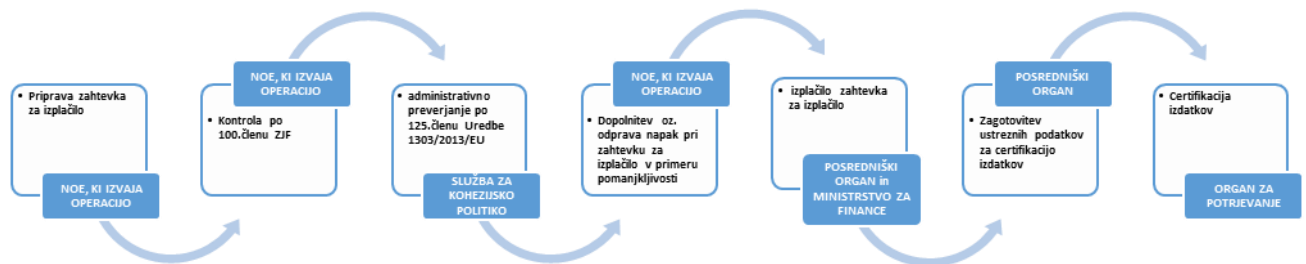 • Priprava zahtevka
za izplačilo
NOE, KI IZVAJA
OPERACIJO
NOE, KI IZVAJA
OPERACIJO
• Kontrola po
100.členu ZJF
• administrativno
preverjanje po
125.členu Uredbe
1303/2013/EU
SLUŽBA ZA
KOHEZIJSKO
POLITIKO
NOE, KI IZVAJA
OPERACIJO
• Dopolnitev oz.
odprava napak pri
zahtevku za
izplačilo v primeru
pomanjkljivosti
• izplačilo zahtevka
za izplačilo
POSREDNIŠKI
ORGAN in
MINISTRSTVO ZA
FINANCE
POSREDNIŠKI
ORGAN
• Zagotovitev
ustreznih podatkov
za certifikacijo
izdatkov
• Certifikacija
izdatkov
ORGAN ZA
POTRJEVANJE